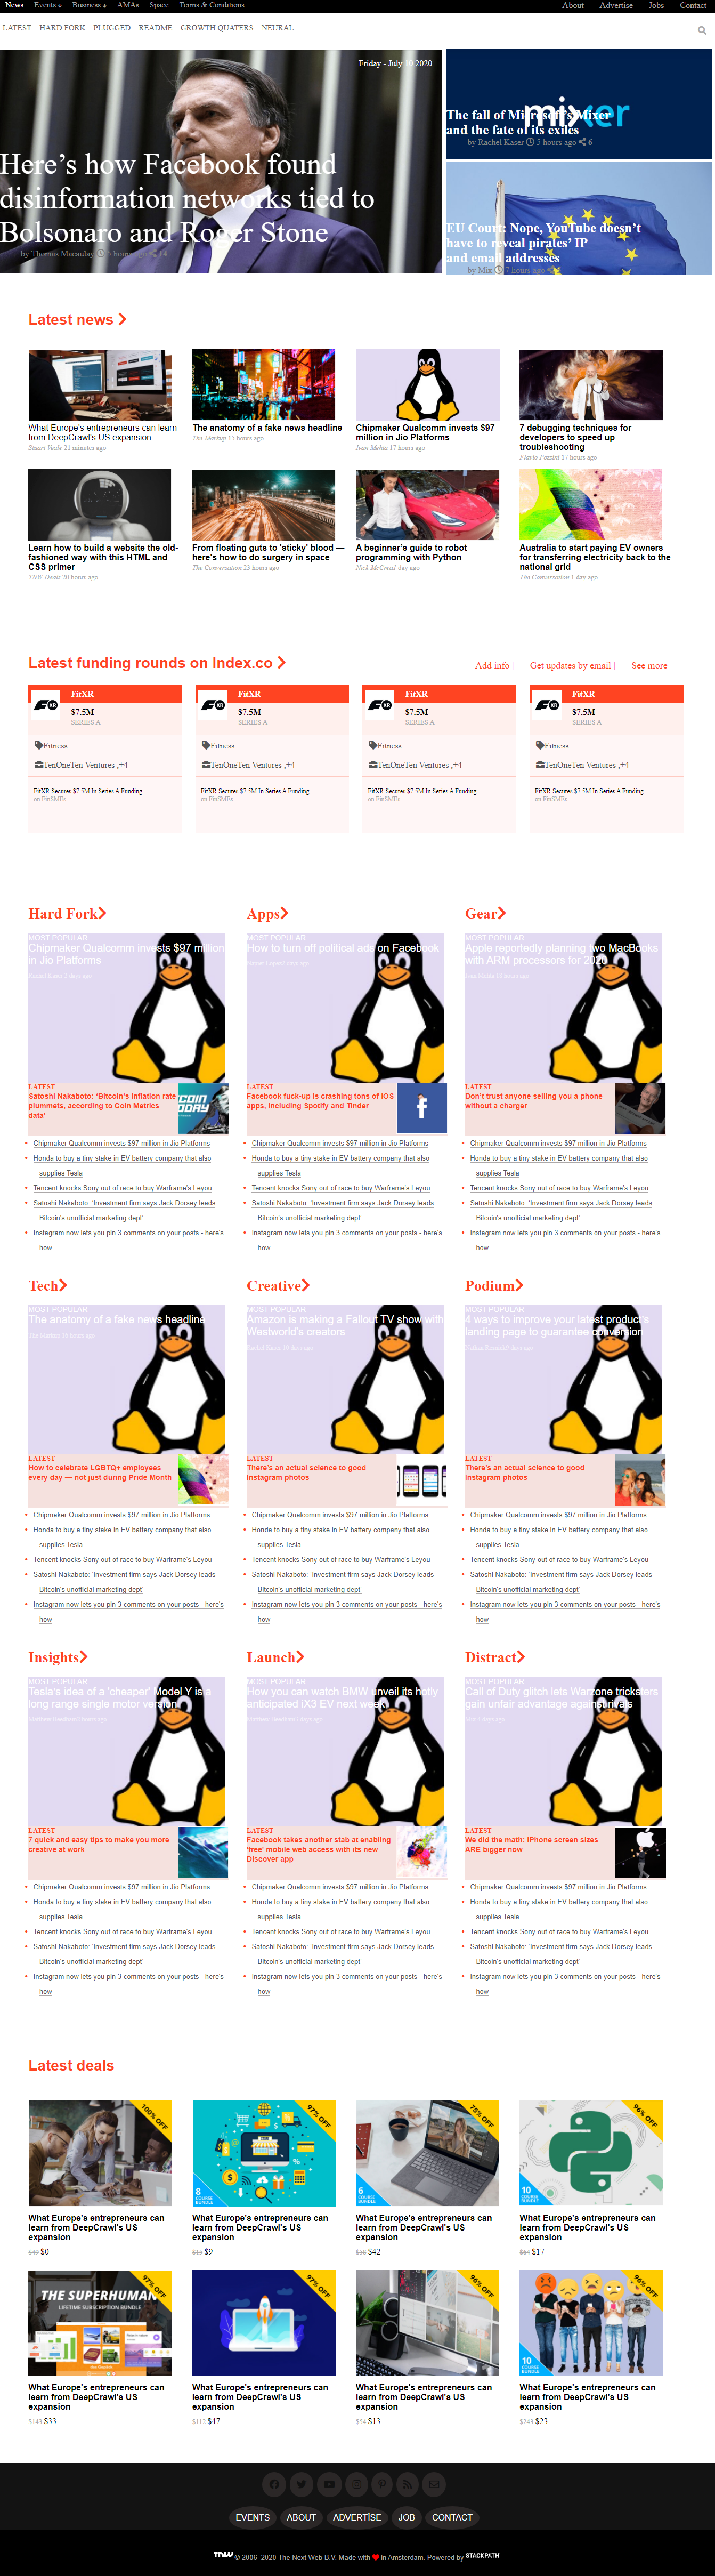 News Events Business AMAs Space Terms & Conditions About Advertise Jobs Contact
LATEST HARD FORK PLUGGED README GROWTH QUATERS NEURAL
Friday - July 10,2020
Here's how Facebook found
disinformation networks tied to
Bolsonaro and Roger Stone
by Thomas Macaulay hours 14
mixer
The fall of Microsoft's Mixer
and the fate of its exiles
by Rachel Kaser 5 hours ago 6
EU Court: Nope, YouTube doesn't
have to reveal pirates' IP
and email addresses
by Mix 7 hours ago
Latest news
What Europe's entrepreneurs can learn
from DeepCrawl's US expansion
Stuart Veale 21 minutes ago
The anatomy of a fake news headline
The Markup 15 hours ago
Chipmaker Qualcomm invests $97
million in Jio Platforms
Ivan Mehta 17 hours ago
7 debugging techniques for
developers to speed up
troubleshooting
Flavio Pezzini 17 hours ago
Learn how to build a website the old-
fashioned way with this HTML and
CSS primer
TNW Deals 20 hours ago
From floating guts to 'sticky' blood —
here's how to do surgery in space
The Conversation 23 hours ago
A beginner's guide to robot
programming with Python
Nick McCrea1 day ago
Australia to start paying EV owners
for transferring electricity back to the
national grid
The Conversation 1 day ago
Latest funding rounds on Index.co
Add info | Get updates by email | See more
FitXR
$7.5M
SERIES A
Fitness
TenOneTen Ventures ,+4
FitXR Secures $7.5M In Series A Funding
on FinSMEs
FitXR
$7.5M
SERIES A
Fitness
TenOneTen Ventures ,+4
FitXR Secures $7.5M In Series A Funding
on FinSMEs
FitXR
$7.5M
SERIES A
Fitness
TenOneTen Ventures ,+4
FitXR Secures $7.5M In Series A Funding
on FinSMEs
FitXR
$7.5M
SERIES A
Fitness
TenOneTen Ventures ,+4
FitXR Secures $7.5M In Series A Funding
on FinSMEs
Hard Fork
MOST POPULAR
Chipmaker Qualcomm invests $97 million
in Jio Platforms
LATEST
Satoshi Nakaboto: 'Bitcoin's inflation rate
plummets, according to Coin Metrics
data'
Chipmaker Qualcomm invests $97 million in Jio Platforms
Honda to buy a tiny stake in EV battery company that also
supplies Tesla
Tencent knocks Sony out of race to buy Warframe's Leyou
Satoshi Nakaboto: 'Investment firm says Jack Dorsey leads
Bitcoin's unofficial marketing dept'
Instagram now lets you pin 3 comments on your posts - here's
how
Apps
MOST POPULAR
How to turn off political ads on Facebook
LATEST
Facebook fuck-up is crashing tons of iOS
apps, including Spotify and Tinder
Chipmaker Qualcomm invests $97 million in Jio Platforms
Honda to buy a tiny stake in EV battery company that also
supplies Tesla
Tencent knocks Sony out of race to buy Warframe's Leyou
Satoshi Nakaboto: 'Investment firm says Jack Dorsey leads
Bitcoin's unofficial marketing dept'
Instagram now lets you pin 3 comments on your posts - here's
how
Gear
MOST POPULAR
Apple reportedly planning two MacBooks
with ARM processors for 2020
LATEST
Don't trust anyone selling you a phone
without a charger
Chipmaker Qualcomm invests $97 million in Jio Platforms
Honda to buy a tiny stake in EV battery company that also
supplies Tesla
Tencent knocks Sony out of race to buy Warframe's Leyou
Satoshi Nakaboto: 'Investment firm says Jack Dorsey leads
Bitcoin's unofficial marketing dept'
Instagram now lets you pin 3 comments on your posts - here's
how
Tech
MOST POPULAR
The anatomy of a fake news headline
LATEST
How to celebrate LGBTQ+ employees
every day — not just during Pride Month
Chipmaker Qualcomm invests $97 million in Jio Platforms
Honda to buy a tiny stake in EV battery company that also
supplies Tesla
Tencent knocks Sony out of race to buy Warframe's Leyou
Satoshi Nakaboto: 'Investment firm says Jack Dorsey leads
Bitcoin's unofficial marketing dept'
Instagram now lets you pin 3 comments on your posts - here's
how
Creative
MOST POPULAR
Amazon is making a Fallout TV show with
Westworld's creators
LATEST
There's an actual science to good
Instagram photos
Chipmaker Qualcomm invests $97 million in Jio Platforms
Honda to buy a tiny stake in EV battery company that also
supplies Tesla
Tencent knocks Sony out of race to buy Warframe's Leyou
Satoshi Nakaboto: 'Investment firm says Jack Dorsey leads
Bitcoin's unofficial marketing dept'
Instagram now lets you pin 3 comments on your posts - here's
how
Podium
MOST POPULAR
4 ways to improve your latest product's
landing page to guarantee conversion
LATEST
There's an actual science to good
Instagram photos
Chipmaker Qualcomm invests $97 million in Jio Platforms
Honda to buy a tiny stake in EV battery company that also
supplies Tesla
Tencent knocks Sony out of race to buy Warframe's Leyou
Satoshi Nakaboto: 'Investment firm says Jack Dorsey leads
Bitcoin's unofficial marketing dept'
Instagram now lets you pin 3 comments on your posts - here's
how
Insights
MOST POPULAR
Tesla's idea of a 'cheaper' Model Y is a
long range single motor version
LATEST
7 quick and easy tips to make you more
creative at work
Chipmaker Qualcomm invests $97 million in Jio Platforms
Honda to buy a tiny stake in EV battery company that also
supplies Tesla
Tencent knocks Sony out of race to buy Warframe's Leyou
Satoshi Nakaboto: 'Investment firm says Jack Dorsey leads
Bitcoin's unofficial marketing dept'
Instagram now lets you pin 3 comments on your posts - here's
how
Launch
MOST POPULAR
How you can watch BMW unveil its hotly
anticipated iX3 EV next week
LATEST
Facebook takes another stab at enabling
'free' mobile web access with its new
Discover app
Chipmaker Qualcomm invests $97 million in Jio Platforms
Honda to buy a tiny stake in EV battery company that also
supplies Tesla
Tencent knocks Sony out of race to buy Warframe's Leyou
Satoshi Nakaboto: 'Investment firm says Jack Dorsey leads
Bitcoin's unofficial marketing dept'
Instagram now lets you pin 3 comments on your posts - here's
how
Distract
MOST POPULAR
Call of Duty glitch lets Warzone tricksters
gain unfair advantage against rivals
LATEST
We did the math: iPhone screen sizes
ARE bigger now
Chipmaker Qualcomm invests $97 million in Jio Platforms
Honda to buy a tiny stake in EV battery company that also
supplies Tesla
Tencent knocks Sony out of race to buy Warframe's Leyou
Satoshi Nakaboto: 'Investment firm says Jack Dorsey leads
Bitcoin's unofficial marketing dept'
Instagram now lets you pin 3 comments on your posts - here's
how
Latest deals
100% OFF
What Europe's entrepreneurs can
learn from DeepCrawl's US
expansion
$49 $0
97% OFF
8
COURSE
BUNDLE
What Europe's entrepreneurs can
learn from DeepCrawl's US
expansion
$15 $9
75% OFF
6
COURSE
BUNDLE
What Europe's entrepreneurs can
learn from DeepCrawl's US
expansion
$42
96% OFF
10
COURSE
BUNDLE
What Europe's entrepreneurs can
learn from DeepCrawl's US
expansion
$64 $17
97% OFF
THE SUPERHUMAN
LIFETIME SUBSCRIPTION BUNDLE
What Europe's entrepreneurs can
learn from DeepCrawl's US
expansion
$143 $33
97% OFF
What Europe's entrepreneurs can
learn from DeepCrawl's US
expansion
$112 $47
96% OFF
What Europe's entrepreneurs can
learn from DeepCrawl's US
expansion
$34 $13
96% OFF
10
COURSE
BUNDLE
What Europe's entrepreneurs can
learn from DeepCrawl's US
expansion
$243 $23
EVENTS ABOUT ADVERTİSE JOB CONTACT
TNW © 2006–2020 The Next Web B.V. Made with in Amsterdam. Powered by STACKPATH